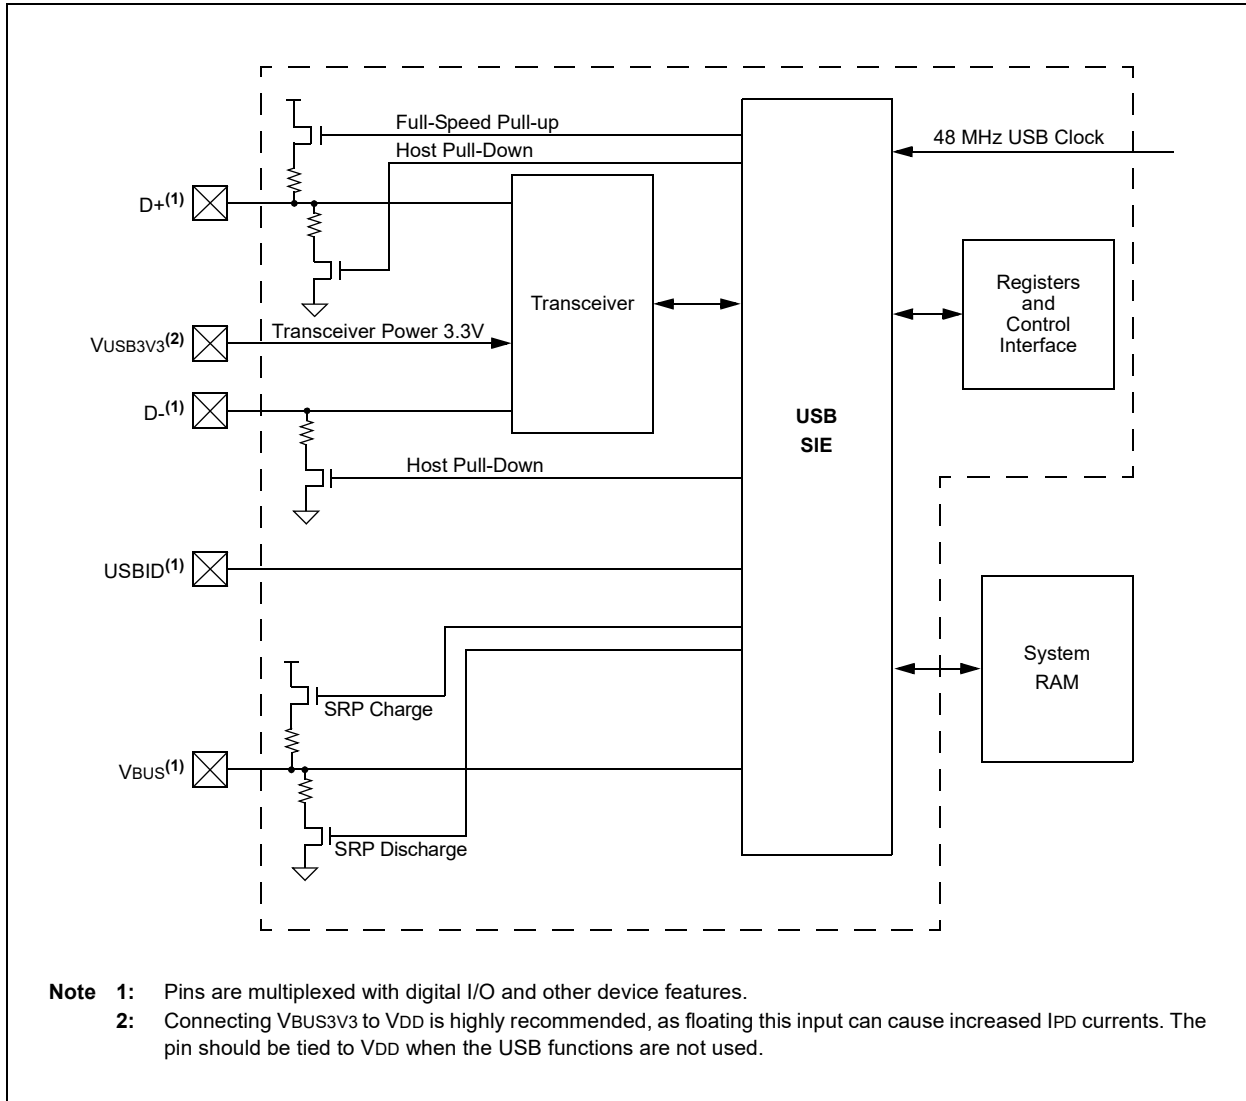 Full-Speed Pull-up
Host Pull-Down
48 MHz USB Clock
D+(1)
Transceiver
Registers
and
Control
Interface
VUSB3V3(2)
Transceiver Power 3.3V
D-(1)
USB
SIE
Host Pull-Down
USBID(1)
System
RAM
SRP Charge
VBUS(1)
SRP Discharge
Note 1: Pins are multiplexed with digital I/O and other device features.
2: Connecting VBUS3V3 to VDD is highly recommended, as floating this input can cause increased IPD currents. The
pin should be tied to VDD when the USB functions are not used.